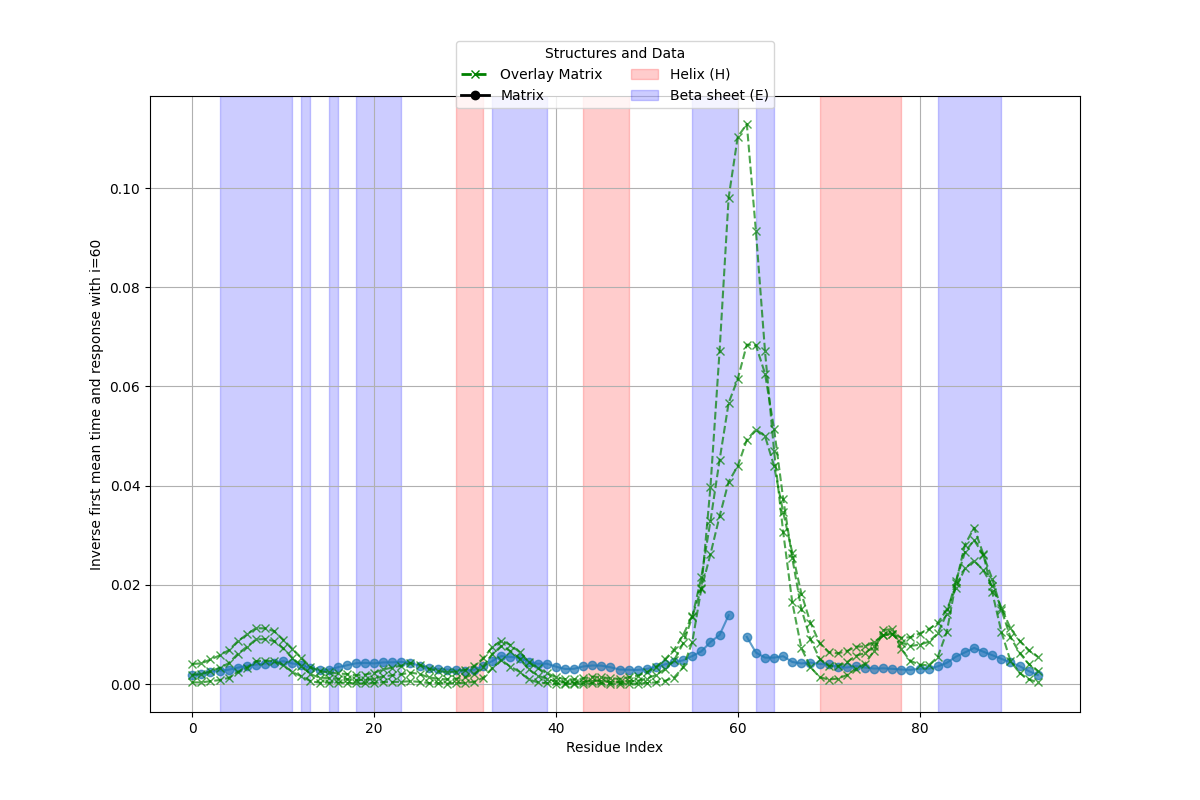 Structures and Data
Overlay Matrix
Matrix
Helix (H)
Beta sheet (E)
Inverse first mean time and response with i=60
0.10
0.08
0.06
0.04
0.02
0.00
0 20 40 60 80
Residue Index